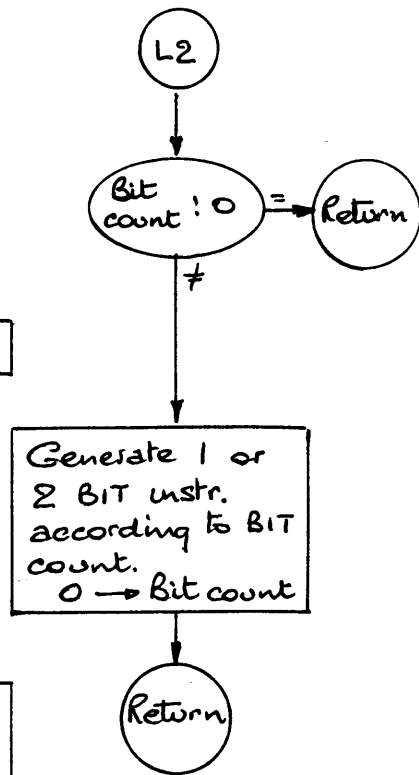 L2
Bit
count : 0
=
Return
≠
Generate 1 or
2 BIT instr.
according to BIT
count.
0 → Bit count
Return